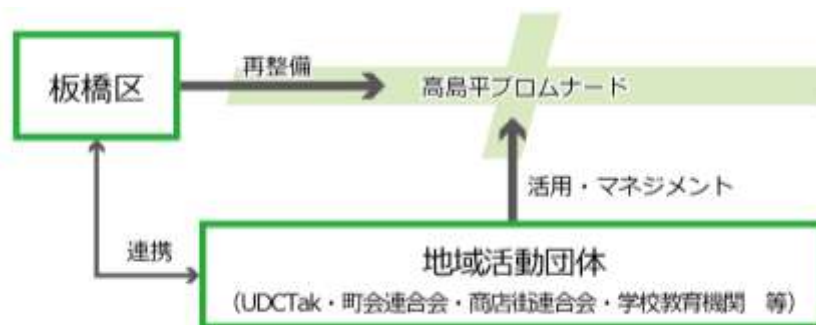 板橋区
再整備
高島平プロムナード
活用・マネジメント
連携
地域活動団体
（UDCTak・町会連合会・商店街連合会・学校教育機関　等）